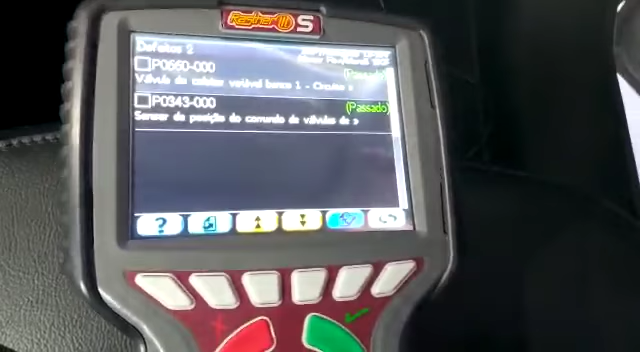 Rasther III S
Defeitos 2
P0660-000
(Passado)
Válvula do coletor variável banco 1 - Circuito
P0343-000
(Passado)
Sensor da posição do comando de válvulas de >
?